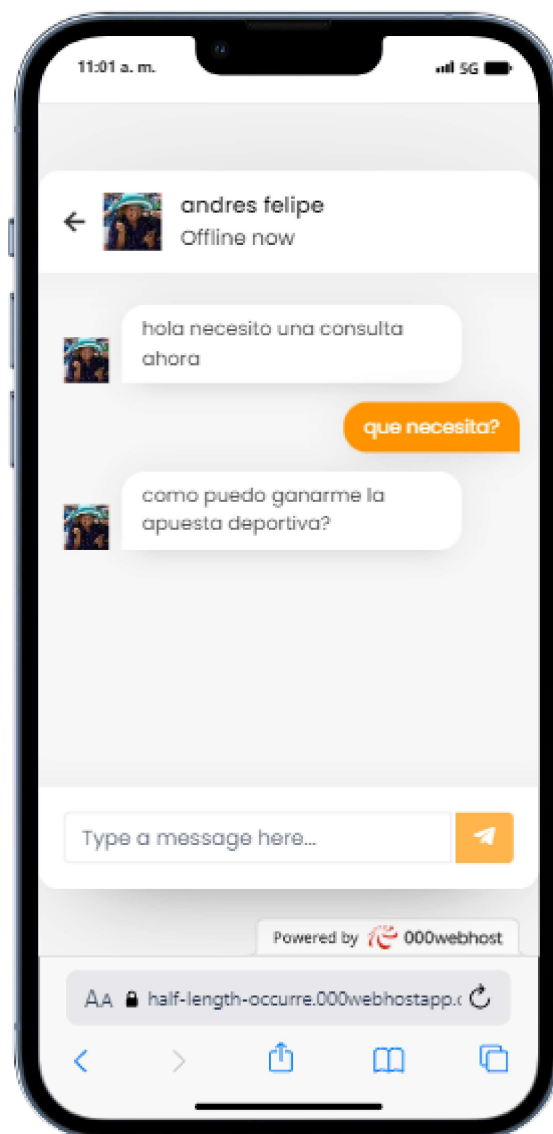 11:01 a. m.
5G
andres felipe
Offline now
hola necesito una consulta
ahora
que necesita?
como puedo ganarme la
apuesta deportiva?
Type a message here...
Powered by 000webhost
AA half-length-occurre.000webhostapp.c